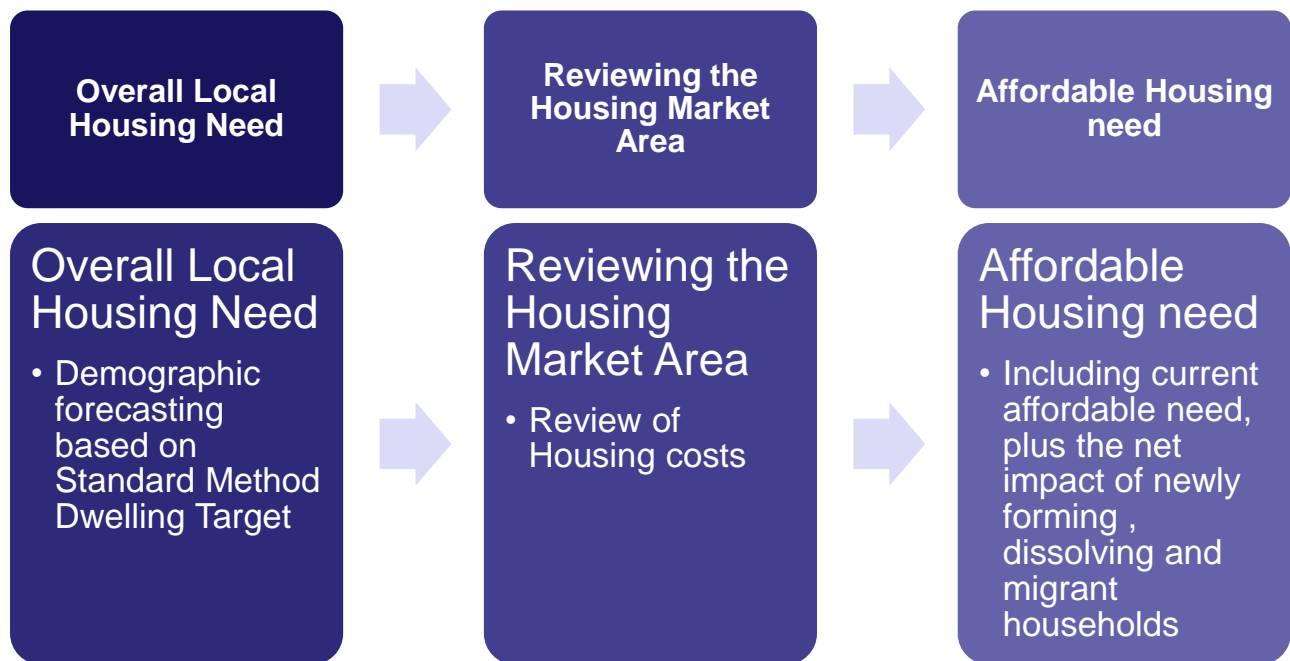 Overall Local
Housing Need
Reviewing the
Housing Market
Area
Affordable Housing
need
Overall Local
Housing Need
• Demographic
forecasting
based on
Standard Method
Dwelling Target
Reviewing the
Housing
Market Area
• Review of
Housing costs
Affordable
Housing need
• Including current
affordable need,
plus the net
impact of newly
forming ,
dissolving and
migrant
households